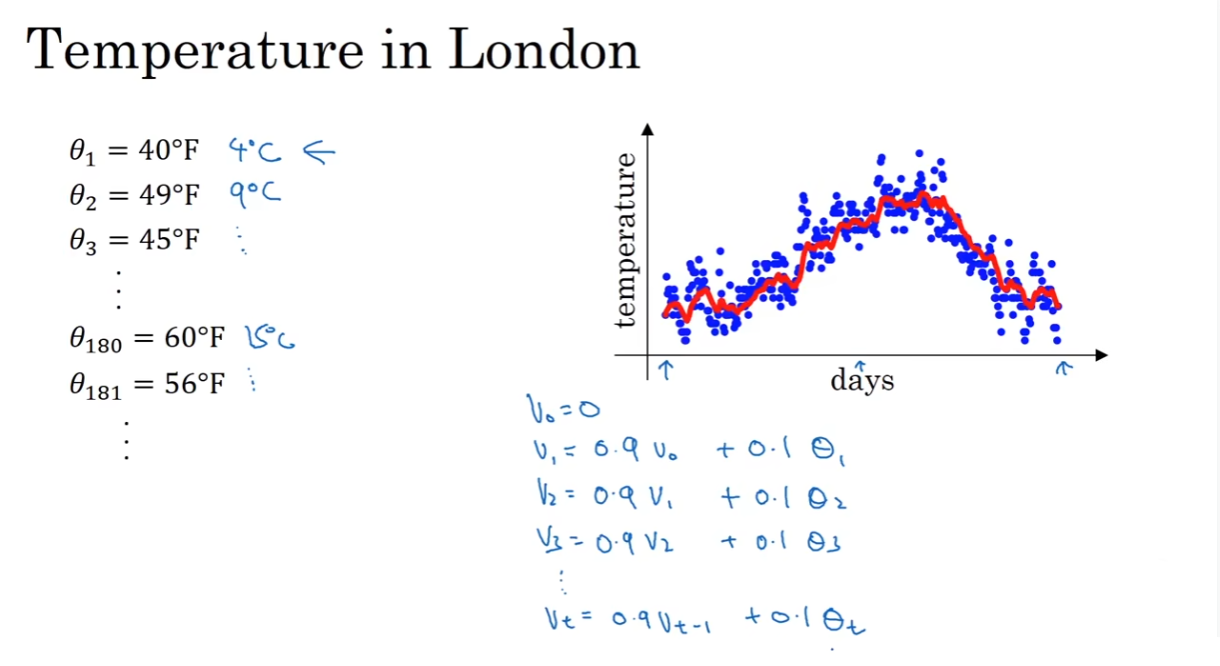 Temperature in London
θ₁ = 40°F 4°C ←
θ₂ = 49°F 9°C
θ₃ = 45°F ⋮
⋮
θ₁₈₀ = 60°F 15°C
θ₁₈₁ = 56°F ⋮
⋮
temperature
days
V₀ = 0
V₁ = 0.9 V₀ + 0.1 θ₁
V₂ = 0.9 V₁ + 0.1 θ₂
V₃ = 0.9 V₂ + 0.1 θ₃
⋮
Vₜ = 0.9 Vₜ₋₁ + 0.1 θₜ